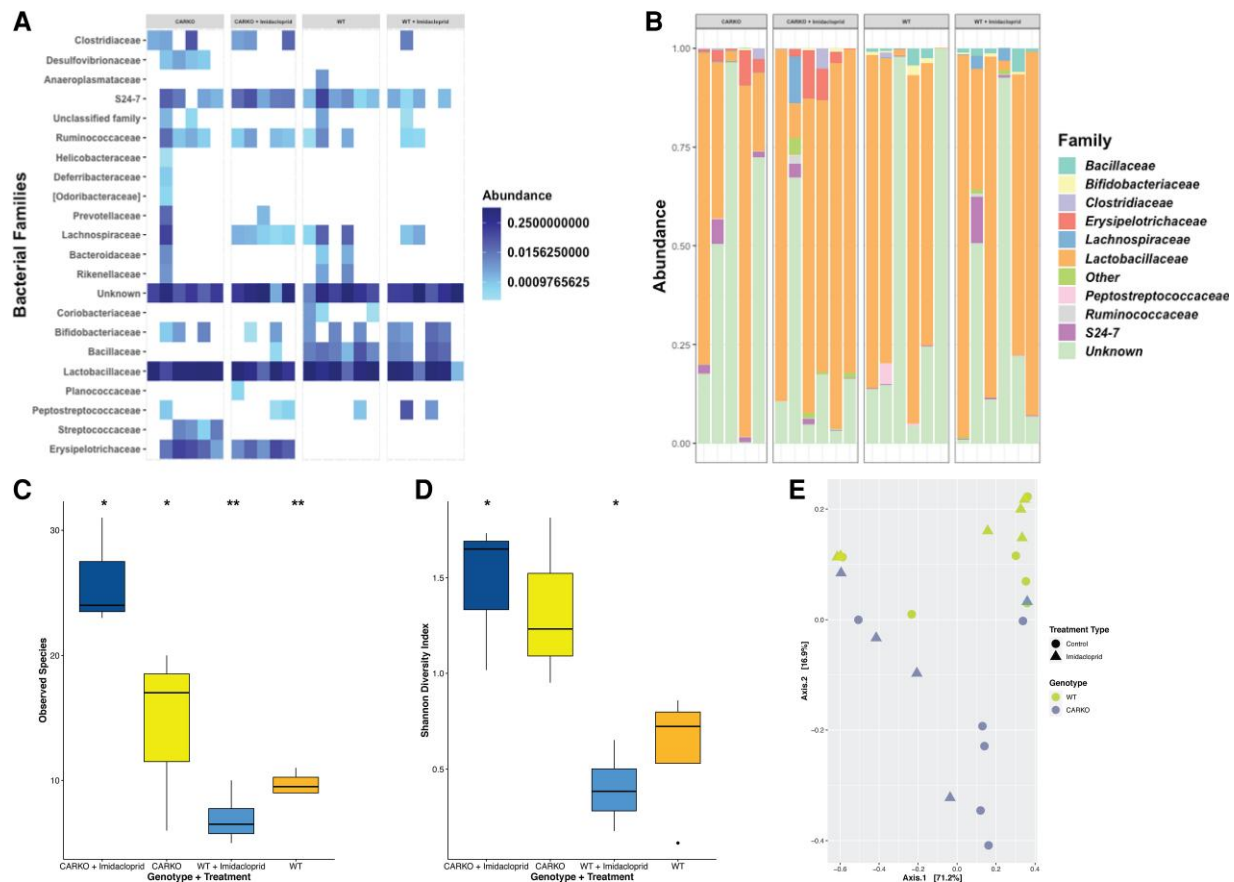 A
CARKO
CARKO + Imidacloprid
WT
WT + Imidacloprid
Bacterial Families
Clostridiaceae
Desulfovibrionaceae
Anaeroplasmataceae
S24-7
Unclassified family
Ruminococcaceae
Helicobacteraceae
Deferribacteraceae
[Odoribacteraceae]
Prevotellaceae
Lachnospiraceae
Bacteroidaceae
Rikenellaceae
Unknown
Coriobacteriaceae
Bifidobacteriaceae
Bacillaceae
Lactobacillaceae
Planococcaceae
Peptostreptococcaceae
Streptococcaceae
Erysipelotrichaceae
Abundance
0.2500000000
0.0156250000
0.0009765625
B
CARKO
CARKO + Imidacloprid
WT
WT + Imidacloprid
Abundance
1.00
0.75
0.50
0.25
0.00
Family
Bacillaceae
Bifidobacteriaceae
Clostridiaceae
Erysipelotrichaceae
Lachnospiraceae
Lactobacillaceae
Other
Peptostreptococcaceae
Ruminococcaceae
S24-7
Unknown
C
* * ** **
Observed Species
30
20
10
CARKO + Imidacloprid CARKO WT + Imidacloprid WT
Genotype + Treatment
D
* *
Shannon Diversity Index
1.5
1.0
0.5
CARKO + Imidacloprid CARKO WT + Imidacloprid WT
Genotype + Treatment
E
Axis.2 [16.9%]
0.2
0.0
-0.2
-0.4
-0.6 -0.4 -0.2 0.0 0.2 0.4
Axis.1 [71.2%]
Treatment Type
Control
Imidacloprid
Genotype
WT
CARKO